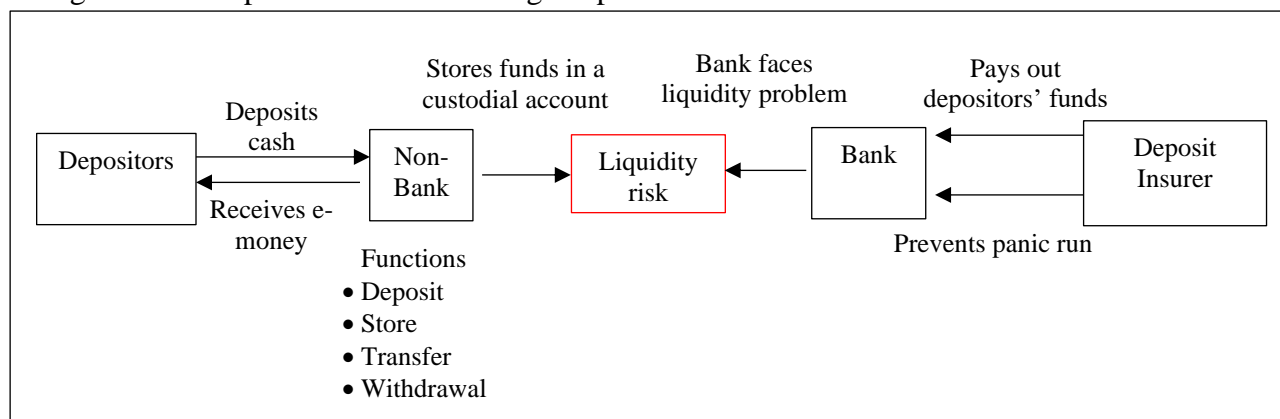 Stores funds in a
custodial account
Bank faces
liquidity problem
Pays out
depositors’ funds
Deposits
cash
Depositors
Non-
Bank
Liquidity
risk
Bank
Deposit
Insurer
Receives e-
money
Prevents panic run
Functions
• Deposit
• Store
• Transfer
• Withdrawal